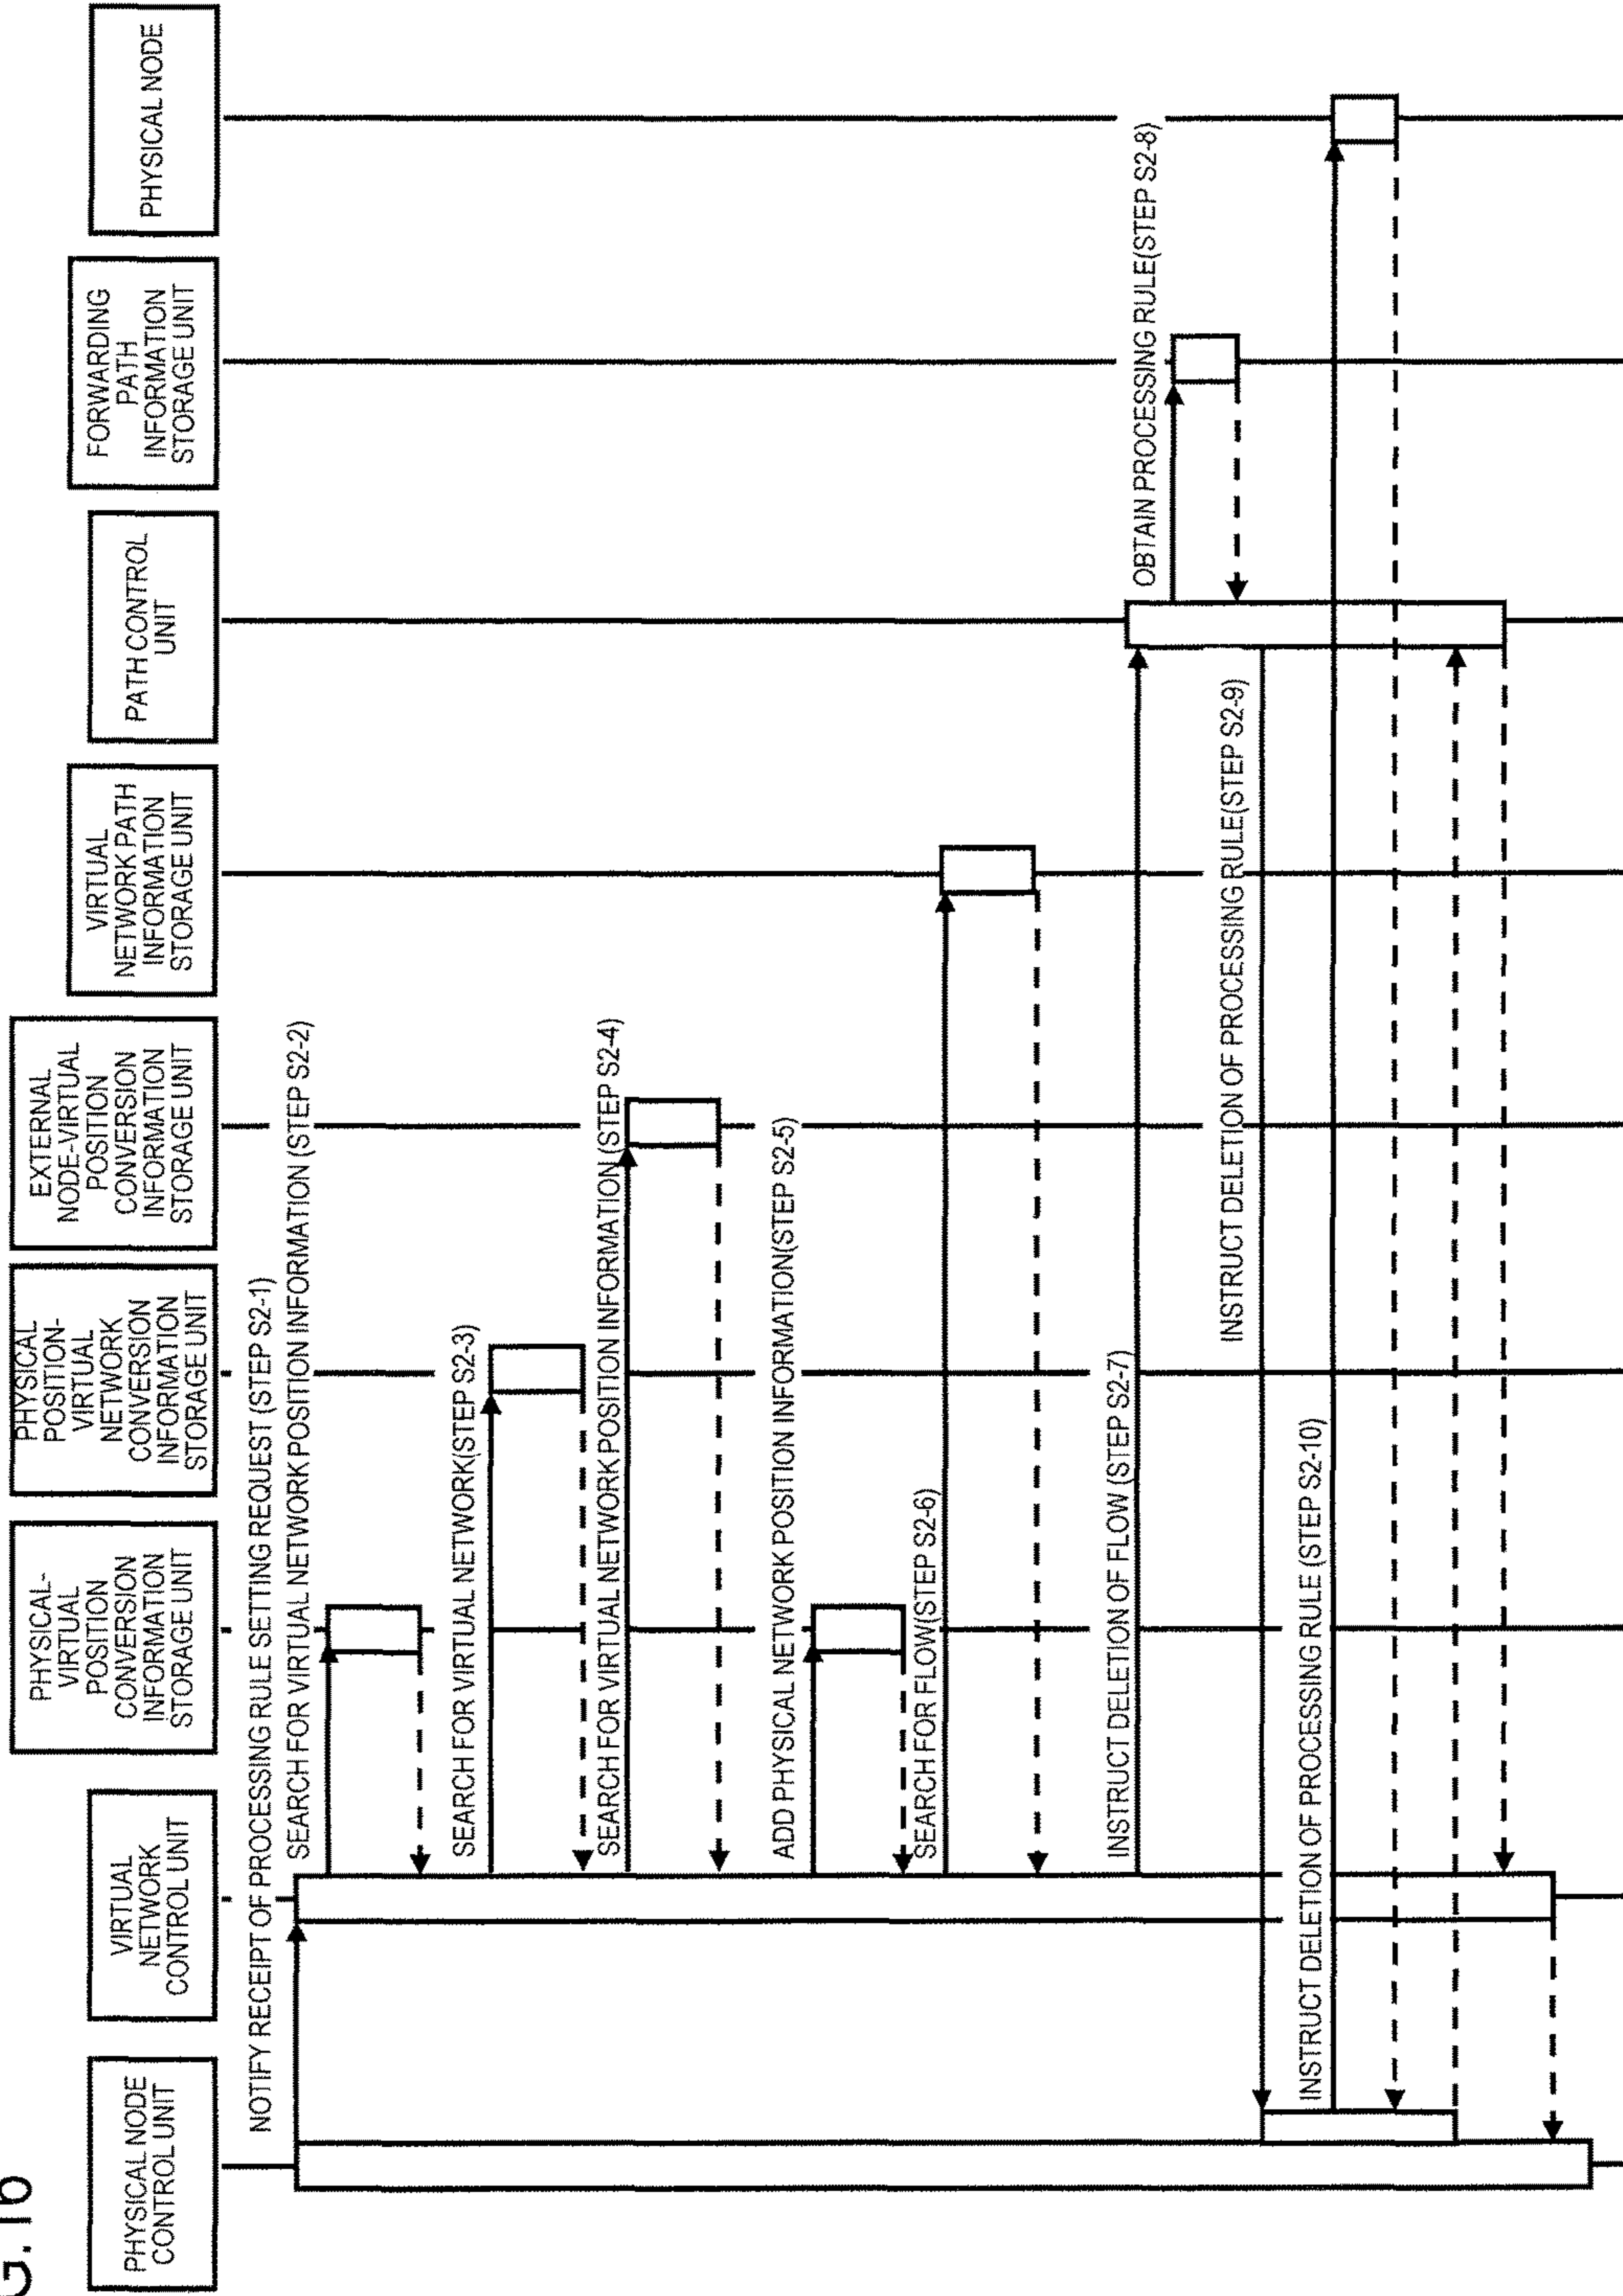 G. 16
PHYSICAL NODE
CONTROL UNIT
VIRTUAL
NETWORK
CONTROL UNIT
PHYSICAL-
VIRTUAL
POSITION
CONVERSION
INFORMATION
STORAGE UNIT
PHYSICAL
POSITION-
VIRTUAL
NETWORK
CONVERSION
INFORMATION
STORAGE UNIT
EXTERNAL
NODE-VIRTUAL
POSITION
CONVERSION
INFORMATION
STORAGE UNIT
VIRTUAL
NETWORK PATH
INFORMATION
STORAGE UNIT
PATH CONTROL
UNIT
FORWARDING
PATH
INFORMATION
STORAGE UNIT
PHYSICAL NODE
NOTIFY RECEIPT OF PROCESSING RULE SETTING REQUEST (STEP S2-1)
SEARCH FOR VIRTUAL NETWORK POSITION INFORMATION (STEP S2-2)
SEARCH FOR VIRTUAL NETWORK(STEP S2-3)
SEARCH FOR VIRTUAL NETWORK POSITION INFORMATION (STEP S2-4)
ADD PHYSICAL NETWORK POSITION INFORMATION(STEP S2-5)
SEARCH FOR FLOW(STEP S2-6)
INSTRUCT DELETION OF FLOW (STEP S2-7)
OBTAIN PROCESSING RULE(STEP S2-8)
INSTRUCT DELETION OF PROCESSING RULE(STEP S2-9)
INSTRUCT DELETION OF PROCESSING RULE (STEP S2-10)